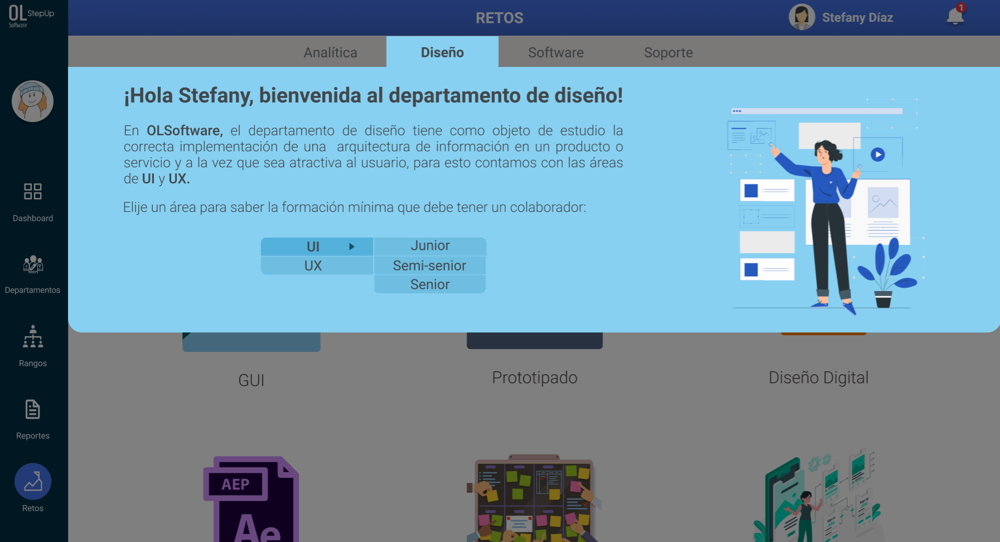 OL StepUp
Software
RETOS
Stefany Díaz
1
Analítica
Diseño
Software
Soporte
¡Hola Stefany, bienvenida al departamento de diseño!
En OLSoftware, el departamento de diseño tiene como objeto de estudio la
correcta implementación de una arquitectura de información en un producto o
servicio y a la vez que sea atractiva al usuario, para esto contamos con las áreas
de UI y UX.
Elije un área para saber la formación mínima que debe tener un colaborador:
UI
UX
Junior
Semi-senior
Senior
Dashboard
Departamentos
Rangos
Reportes
Retos
GUI
Prototipado
Diseño Digital
AEP
Ae
Sign in
Sign in